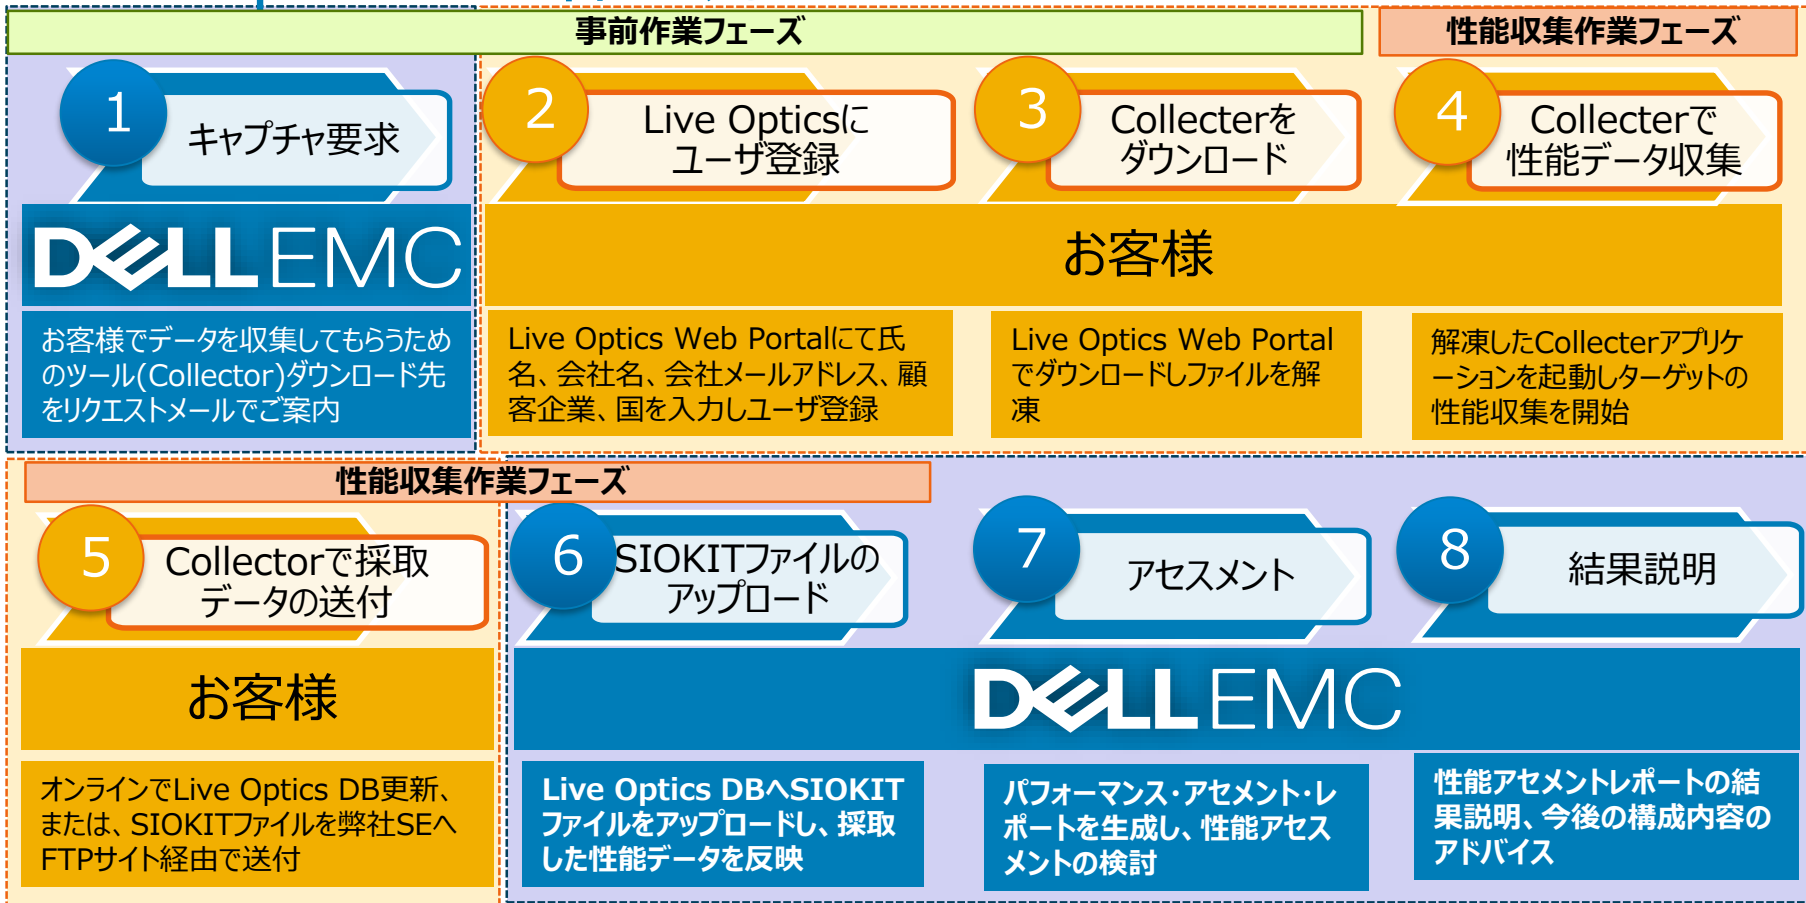 事前作業フェーズ
性能収集作業フェーズ
1
キャプチャ要求
2
Live Opticsに
ユーザ登録
3
Collecterを
ダウンロード
4
Collecterで
性能データ収集
DELLEMC
お客様
お客様でデータを収集してもらうため
のツール(Collector)ダウンロード先
をリクエストメールでご案内
Live Optics Web Portalにて氏
名、会社名、会社メールアドレス、顧
客企業、国を入力しユーザ登録
Live Optics Web Portal
でダウンロードしファイルを解
凍
解凍したCollecterアプリケ
ーションを起動しターゲットの
性能収集を開始
性能収集作業フェーズ
5
Collectorで採取
データの送付
6
SIOKITファイルの
アップロード
7
アセスメント
8
結果説明
お客様
DELLEMC
オンラインでLive Optics DB更新、
または、SIOKITファイルを弊社SEへ
FTPサイト経由で送付
Live Optics DBへSIOKIT
ファイルをアップロードし、採取
した性能データを反映
パフォーマンス・アセメント・レ
ポートを生成し、性能アセス
メントの検討
性能アセメントレポートの結
果説明、今後の構成内容の
アドバイス